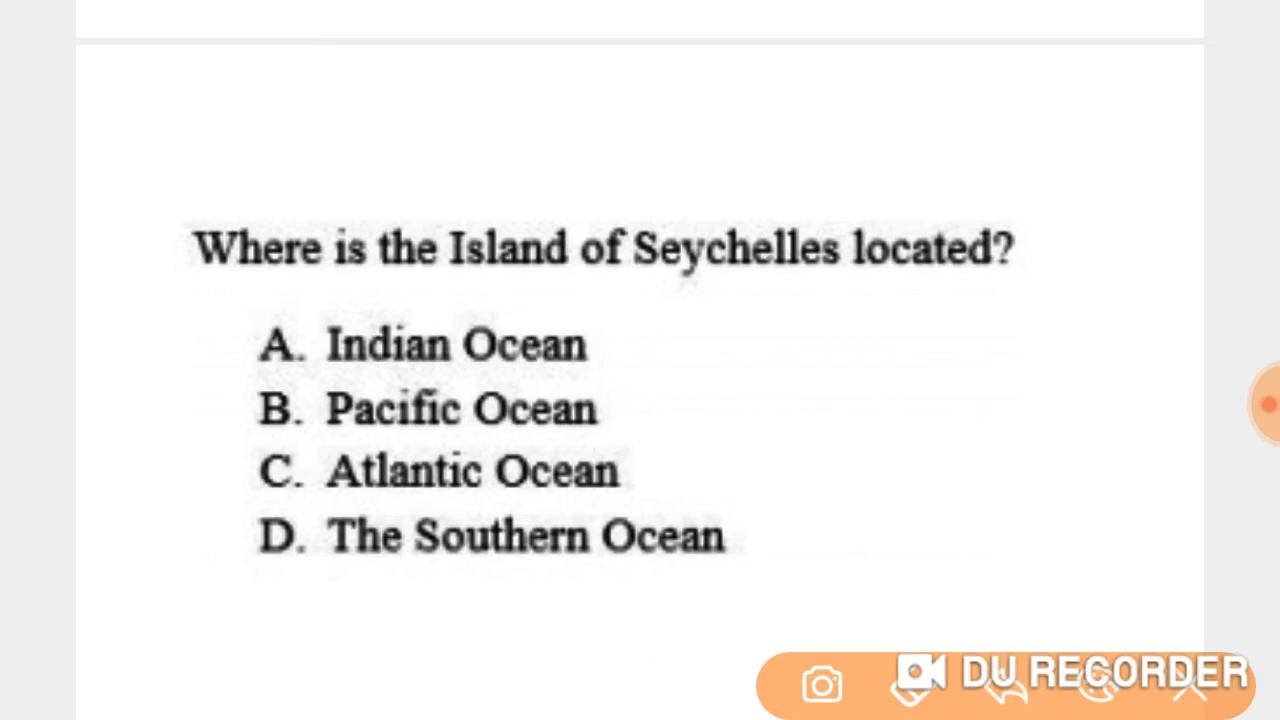 Where is the Island of Seychelles located?
A. Indian Ocean
B. Pacific Ocean
C. Atlantic Ocean
D. The Southern Ocean
DU RECORDER